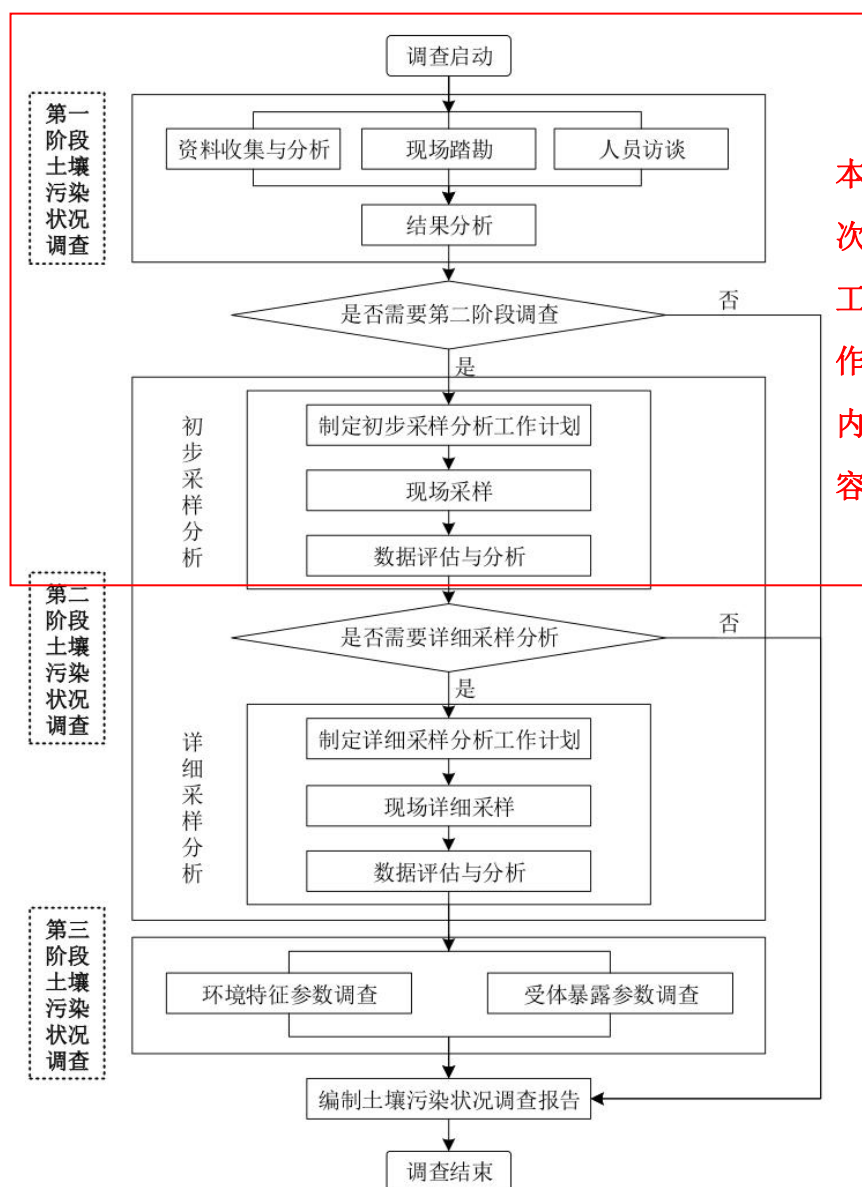 调查启动
第一
阶段
土壤
污染
状况
调查
资料收集与分析
现场踏勘
人员访谈
结果分析
本
次
工
作
内
容
是否需要第二阶段调查
否
是
初
步
采
样
分
析
制定初步采样分析工作计划
现场采样
数据评估与分析
第二
阶段
土壤
污染
状况
调查
是否需要详细采样分析
否
是
详
细
采
样
分
析
制定详细采样分析工作计划
现场详细采样
数据评估与分析
第三
阶段
土壤
污染
状况
调查
环境特征参数调查
受体暴露参数调查
编制土壤污染状况调查报告
调查结束